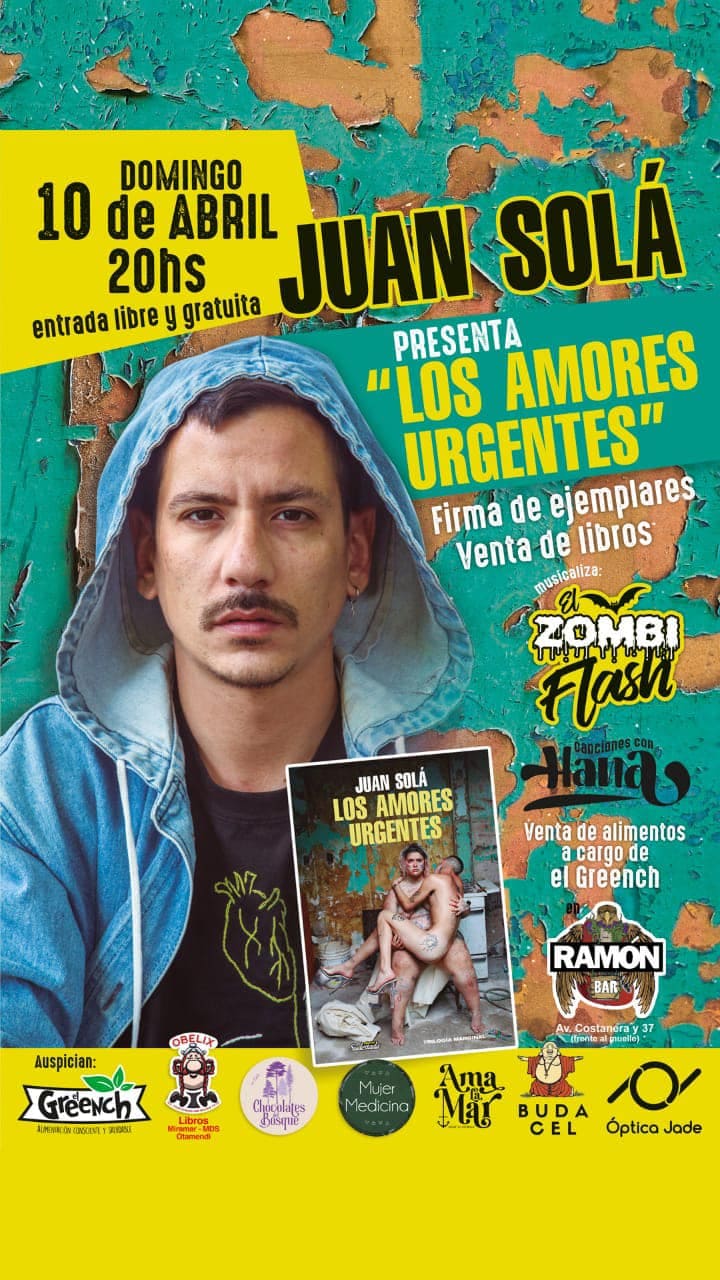 DOMINGO
10 de ABRIL
20hs
entrada libre y gratuita
JUAN SOLÁ
PRESENTA
"LOS AMORES
URGENTES"
Firma de ejemplares
Venta de libros
musicaliza:
El
ZOMBI
Flash
Canciones con
Hana
Venta de alimentos
a cargo de
el Greench
en
RAMÓN
BAR
Av. Costanera y 37
(frente al muelle)
JUAN SOLÁ
LOS AMORES
URGENTES
TRILOGÍA MARGINAL
Auspician:
el
Greench
ALIMENTACIÓN CONSCIENTE Y SALUDABLE
OBELIX
Libros
Miramar - MDS
Otamendi
Chocolates
del
Bosque
Mujer
Medicina
Ama
la
Mar
BUDA
CEL
Óptica Jade